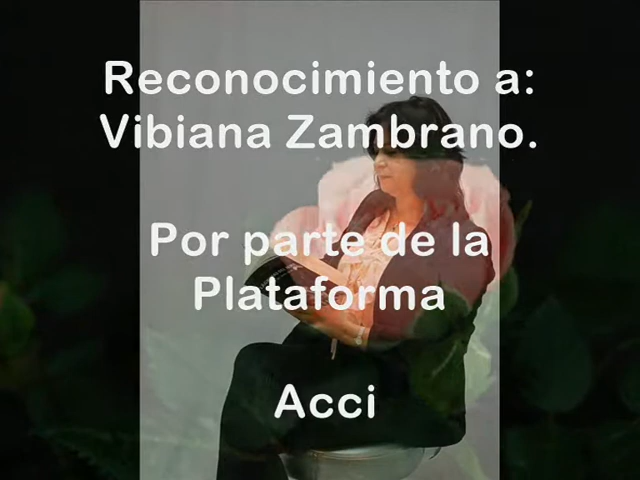 Reconocimiento a:
Vibiana Zambrano.
Por parte de la
Plataforma
Acci